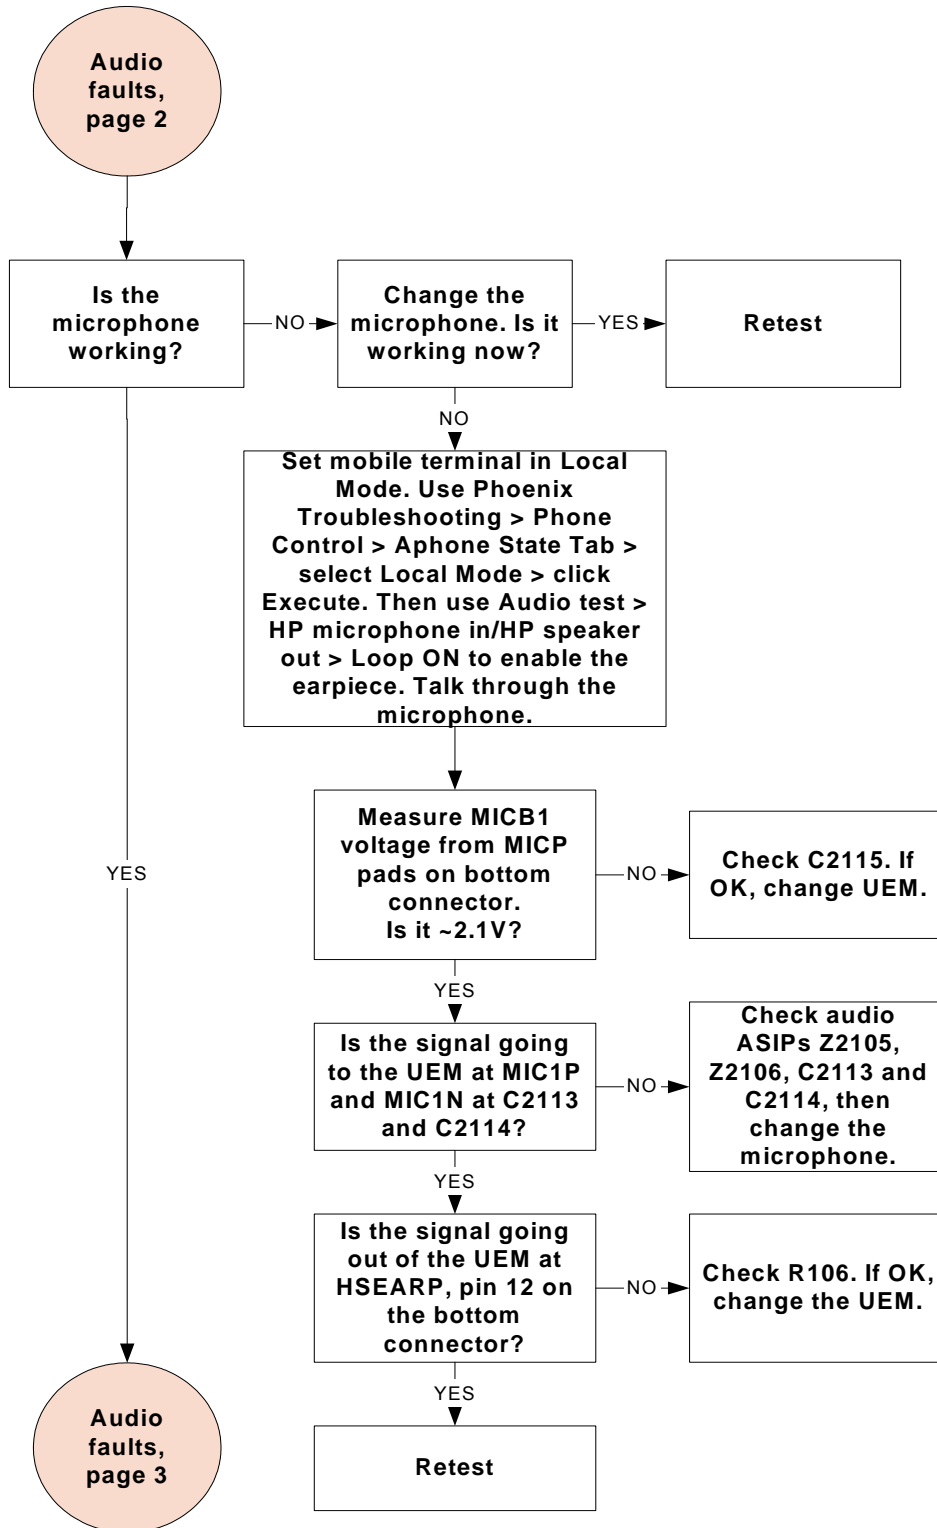 Audio
faults,
page 2
Is the
microphone
working?
NO
Change the
microphone. Is it
working now?
YES
Retest
NO
Set mobile terminal in Local
Mode. Use Phoenix
Troubleshooting > Phone
Control > Aphone State Tab >
select Local Mode > click
Execute. Then use Audio test >
HP microphone in/HP speaker
out > Loop ON to enable the
earpiece. Talk through the
microphone.
YES
Measure MICB1
voltage from MICP
pads on bottom
connector.
Is it ~2.1V?
NO
Check C2115. If
OK, change UEM.
YES
Is the signal going
to the UEM at MIC1P
and MIC1N at C2113
and C2114?
NO
Check audio
ASIPs Z2105,
Z2106, C2113 and
C2114, then
change the
microphone.
YES
Is the signal going
out of the UEM at
HSEARP, pin 12 on
the bottom
connector?
NO
Check R106. If OK,
change the UEM.
YES
Retest
Audio
faults,
page 3